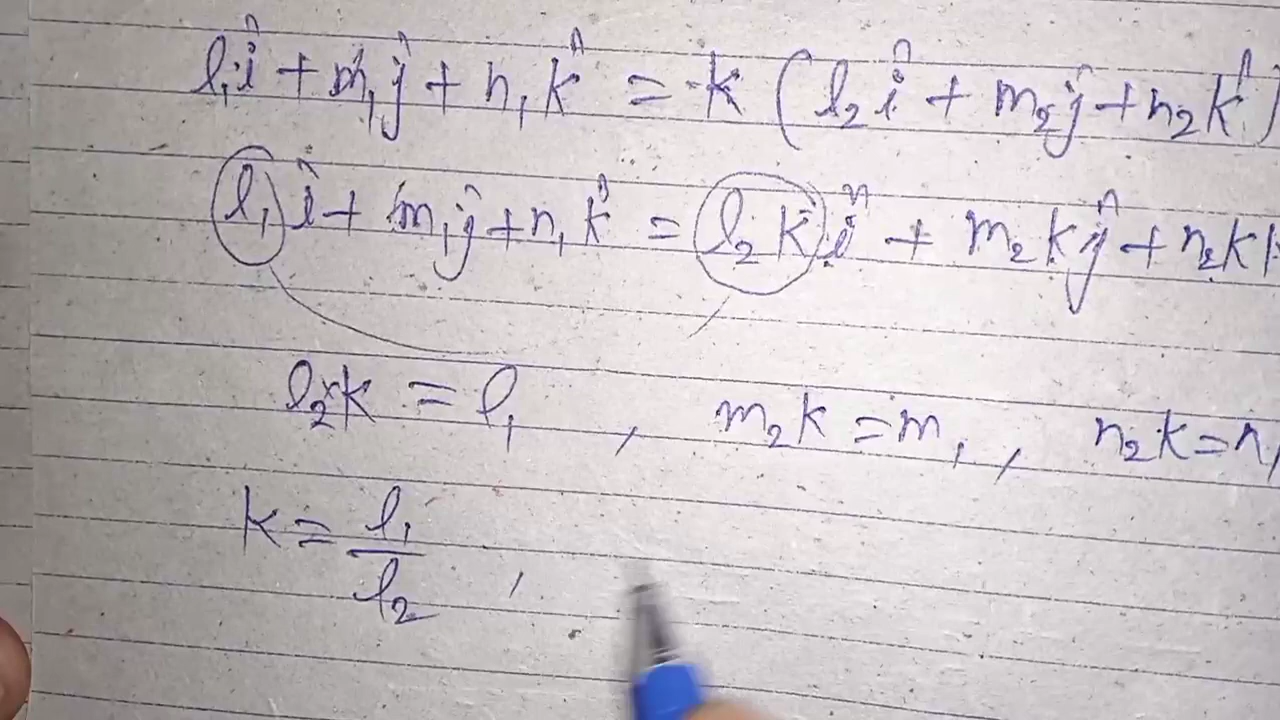 l₁î + m₁ĵ + n₁k̂ = k (l₂î + m₂ĵ + n₂k̂)
l₁ î + m₁ĵ + n₁k̂ = l₂kî + m₂kĵ + n₂kk
l₂k = l₁ , m₂k = m₁ , n₂k = n₁
k = l₁/l₂ ,